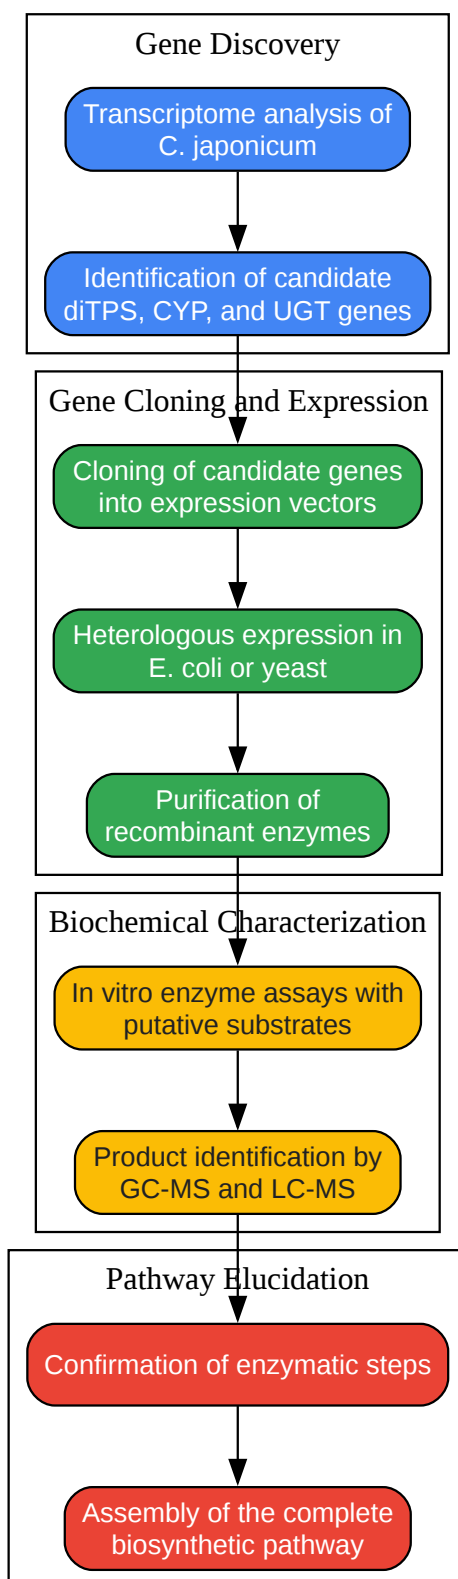 Gene Discovery
Transcriptome analysis of
C. japonicum
Identification of candidate
diTPS, CYP, and UGT genes
Gene Cloning and Expression
Cloning of candidate genes
into expression vectors
Heterologous expression in
E. coli or yeast
Purification of
recombinant enzymes
Biochemical Characterization
In vitro enzyme assays with
putative substrates
Product identification by
GC-MS and LC-MS
Pathway Elucidation
Confirmation of enzymatic steps
Assembly of the complete
biosynthetic pathway